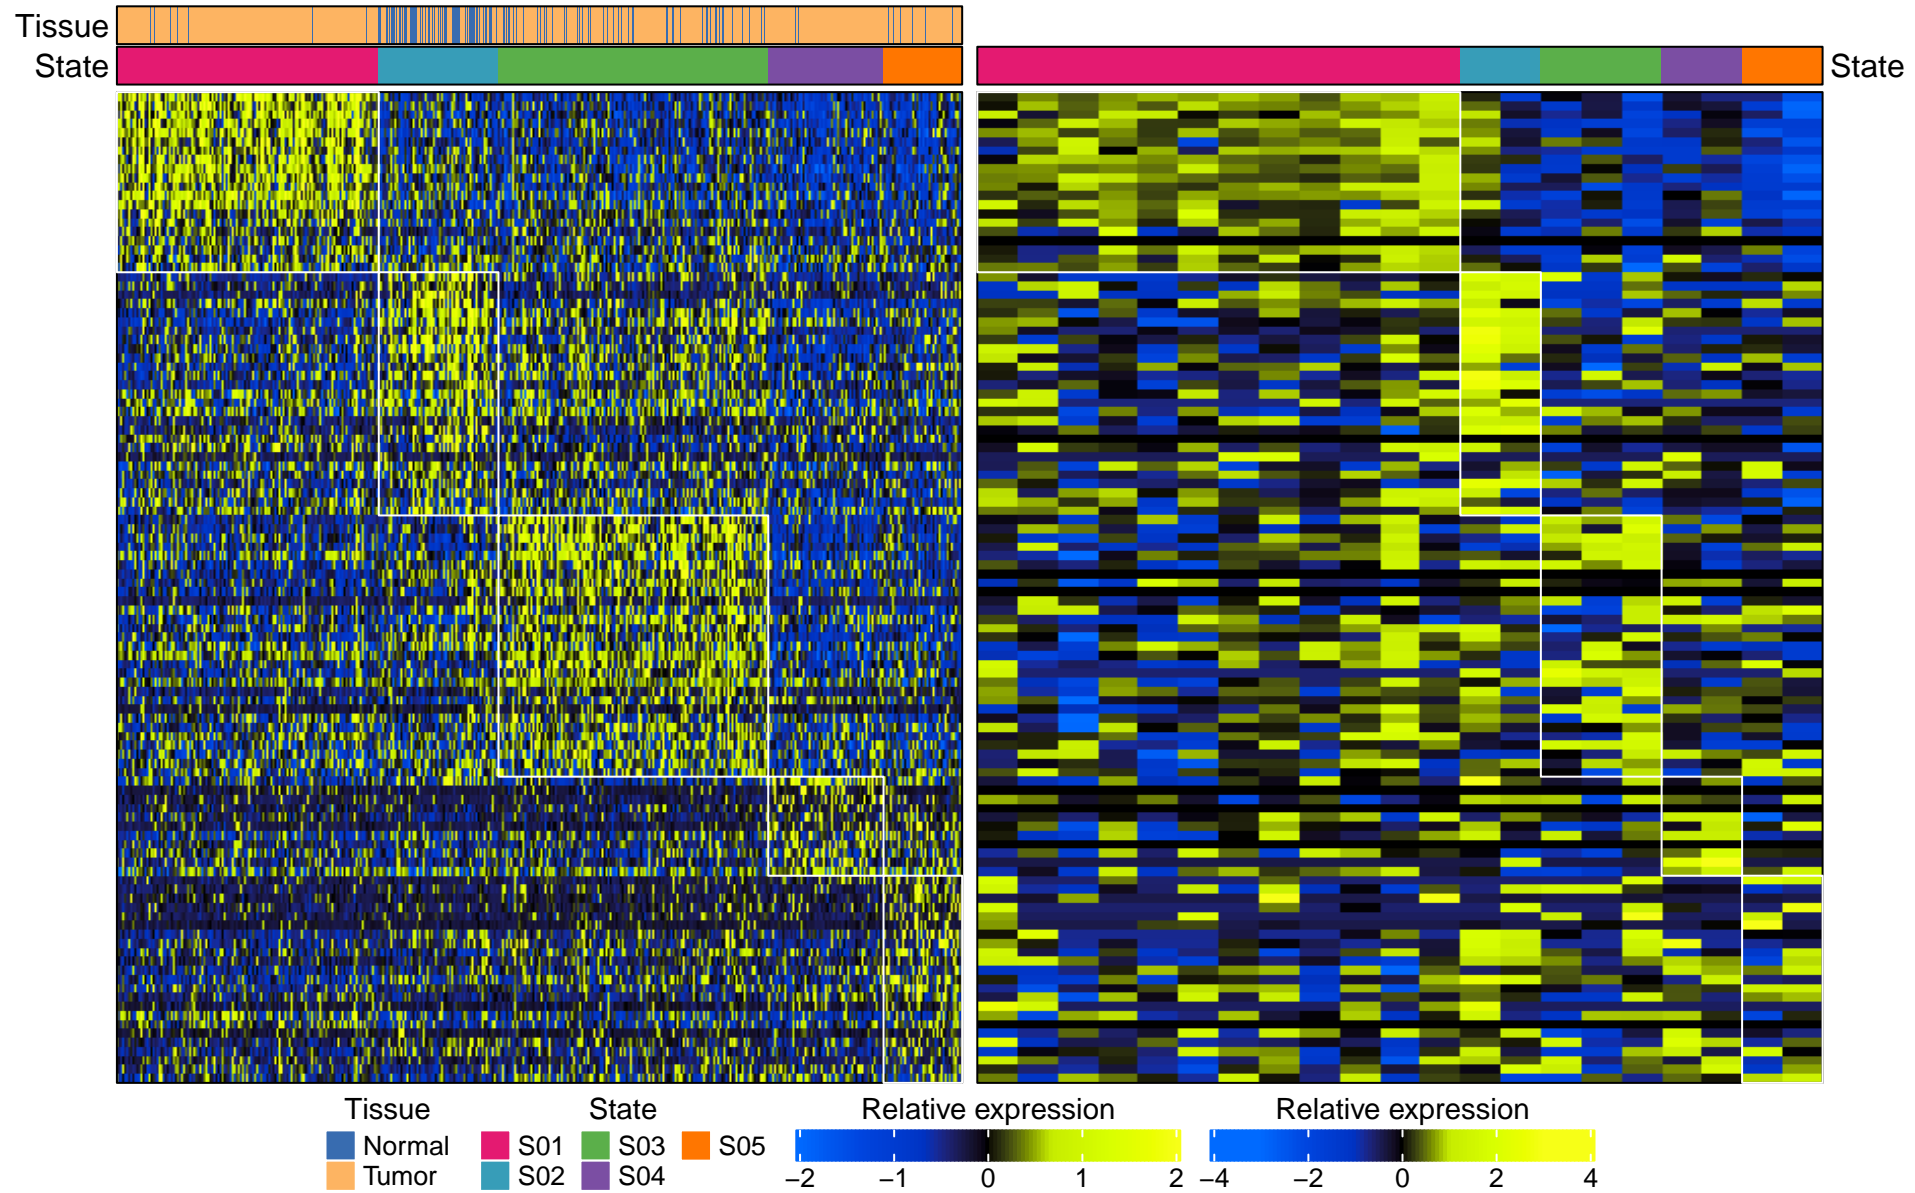 Tissue
State
State
Tissue State Relative expression Relative expression
Normal S01 S03 S05
Tumor S02 S04
−2 −1 0 1 2 −4 −2 0 2 4